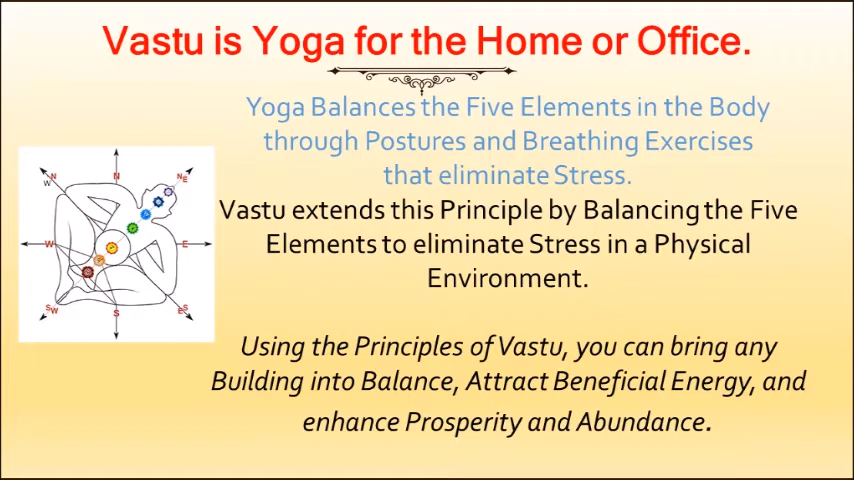 Vastu is Yoga for the Home or Office.
Yoga Balances the Five Elements in the Body
through Postures and Breathing Exercises
that eliminate Stress.
Vastu extends this Principle by Balancing the Five
Elements to eliminate Stress in a Physical
Environment.
Using the Principles of Vastu, you can bring any
Building into Balance, Attract Beneficial Energy, and
enhance Prosperity and Abundance.
N W
N
N E
W
E
S W
S
E S